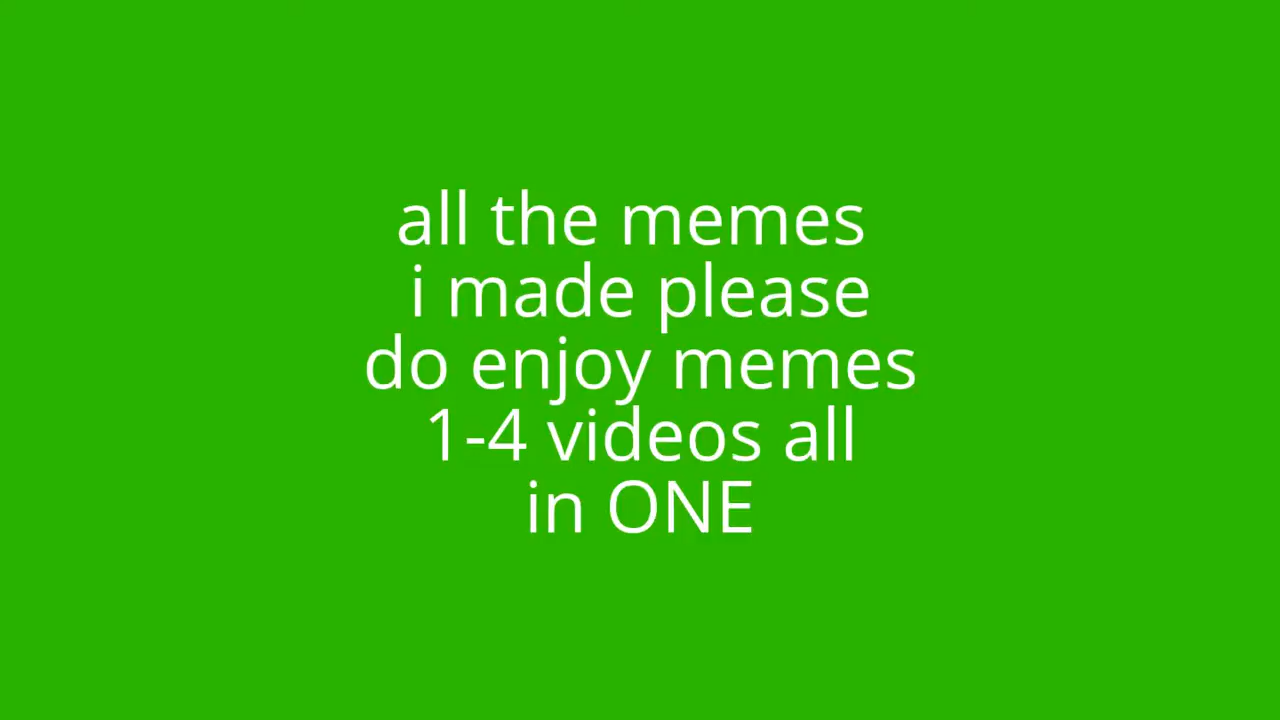 all the memes
i made please
do enjoy memes
1-4 videos all
in ONE